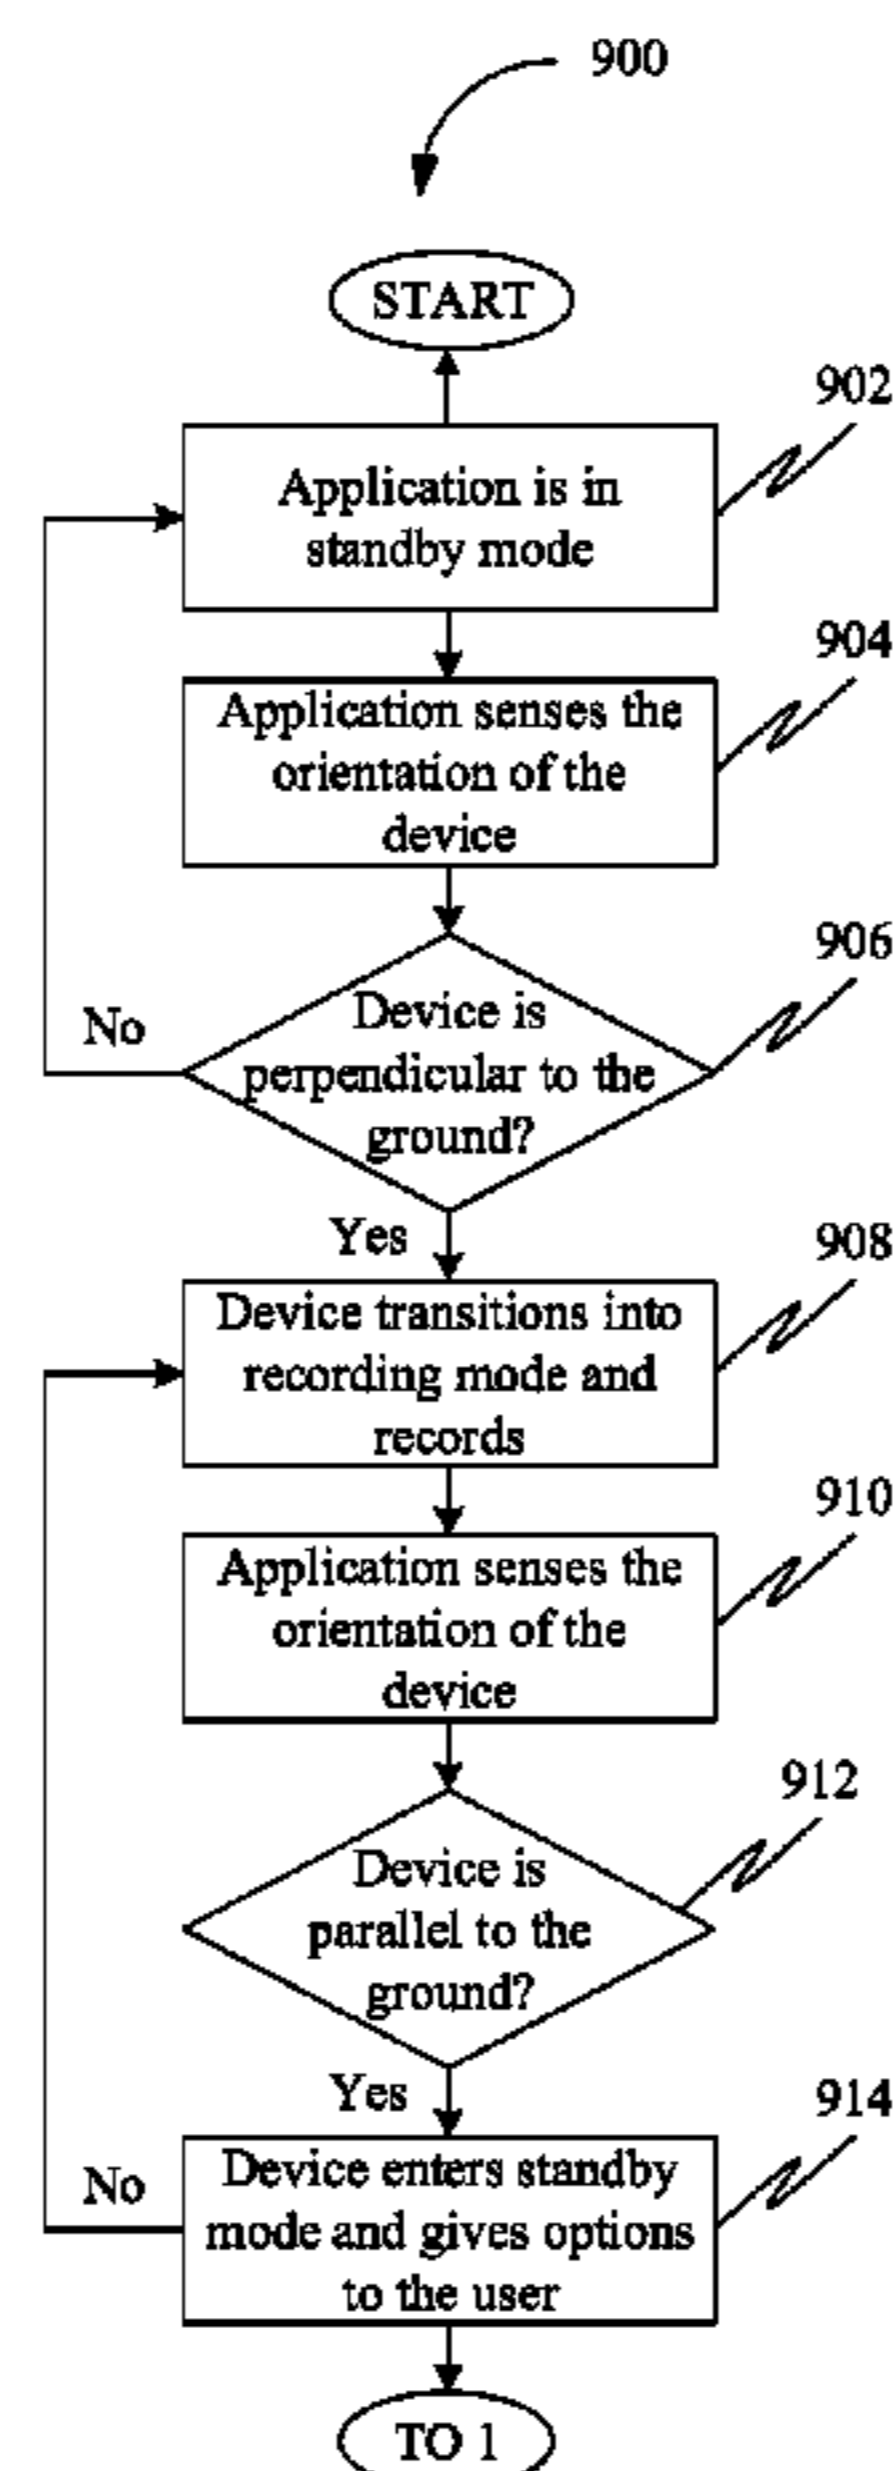 900
START
902
Application is in
standby mode
904
Application senses the
orientation of the
device
906
Device is
perpendicular to the
ground?
No
Yes
908
Device transitions into
recording mode and
records
910
Application senses the
orientation of the
device
912
Device is
parallel to the
ground?
Yes
914
No
Device enters standby
mode and gives options
to the user
TO 1